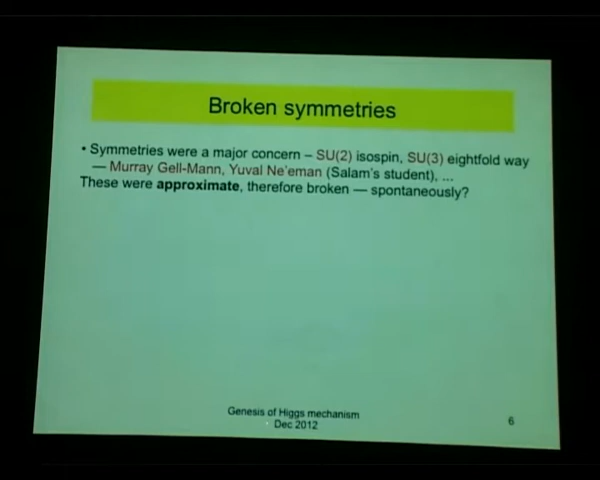 Broken symmetries
• Symmetries were a major concern – SU(2) isospin, SU(3) eightfold way
— Murray Gell-Mann, Yuval Ne'eman (Salam's student), ...
These were approximate, therefore broken — spontaneously?
Genesis of Higgs mechanism
Dec 2012
6